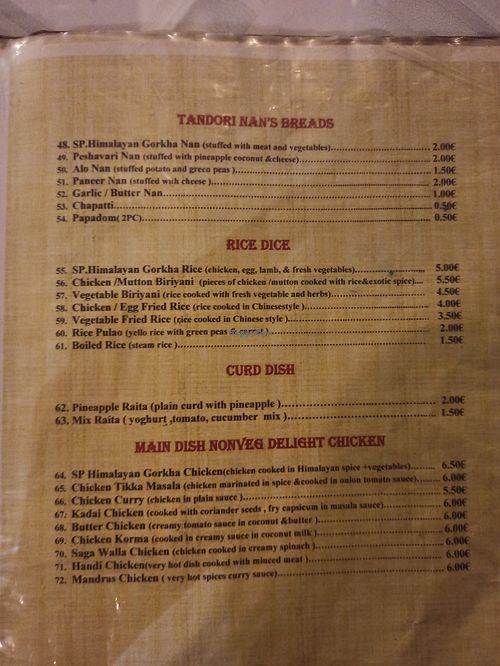 TANDORI NAN'S BREADS
48. SP.Himalayan Gorkha Nan (stuffed with meat and vegetables)...2.00€
49. Peshavari Nan (stuffed with pineapple coconut &cheese)...2.00€
50. Alo Nan (stuffed potato and green peas )...1.50€
51. Paneer Nan (stuffed with cheese )...2.00€
52. Garlic / Butter Nan...1.00€
53. Chapatti...0.50€
54. Papadom( 2PC)...0.50€
RICE DICE
55. SP.Himalayan Gorkha Rice (chicken, egg, lamb, & fresh vegetables)...5.00€
56. Chicken /Mutton Biriyani (pieces of chicken /mutton cooked with rice&exotic spice)...5.50€
57. Vegetable Biriyani (rice cooked with fresh vegetable and herbs)...4.50€
58. Chicken / Egg Fried Rice (rice cooked in Chinesestyle )...4.00€
59. Vegetable Fried Rice (rice cooked in Chinese style )...3.50€
60. Rice Pulao (yello rice with green peas & carrot )...2.00€
61. Boiled Rice (steam rice )...1.50€
CURD DISH
62. Pineapple Raita (plain curd with pineapple )...2.00€
63. Mix Raita ( yoghurt ,tomato, cucumber mix )...1.50€
MAIN DISH NONVEG DELIGHT CHICKEN
64. SP Himalayan Gorkha Chicken(chicken cooked in Himalayan spice +vegetables)...6.50€
65. Chicken Tikka Masala (chicken marinated in spice &cooked in onion tomato sauce)...6.00€
66. Chicken Curry (chicken in plain sauce )...5.50€
67. Kadai Chicken (cooked with coriander seeds , fry capsicum in masala sauce)...6.00€
68. Butter Chicken (creamy tomato sauce in coconut &butter )...6.00€
69. Chicken Korma (cooked in creamy sauce in coconut milk )...6.00€
70. Saga Walla Chicken (chicken cooked in creamy spinach )...6.00€
71. Handi Chicken(very hot dish cooked with minced meat )...6.00€
72. Mandras Chicken ( very hot spices curry sauce)...6.00€